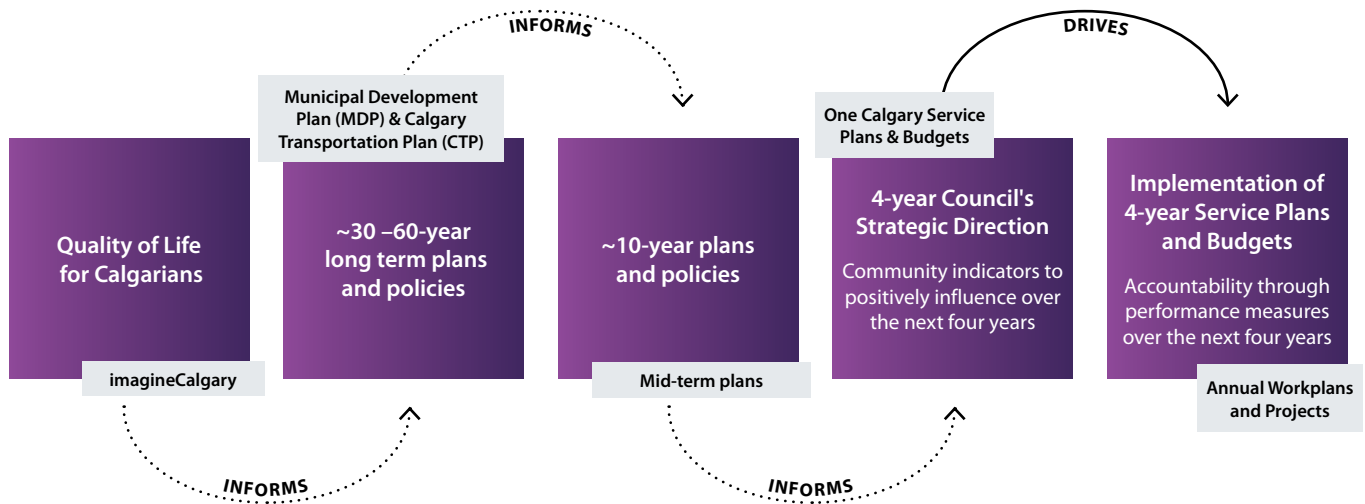 INFORMS
DRIVES
Municipal Development
Plan (MDP) & Calgary
Transportation Plan (CTP)
One Calgary Service
Plans & Budgets
Quality of Life
for Calgarians
~30 –60-year
long term plans
and policies
~10-year plans
and policies
4-year Council's
Strategic Direction
Community indicators to
positively influence over
the next four years
Implementation of
4-year Service Plans
and Budgets
Accountability through
performance measures
over the next four years
imagineCalgary
Mid-term plans
Annual Workplans
and Projects
INFORMS
INFORMS